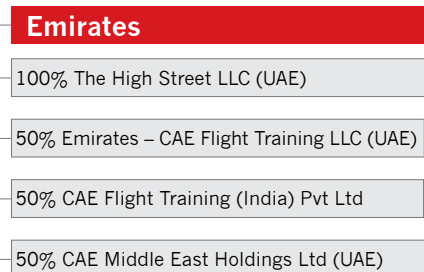 Emirates
100% The High Street LLC (UAE)
50% Emirates – CAE Flight Training LLC (UAE)
50% CAE Flight Training (India) Pvt Ltd
50% CAE Middle East Holdings Ltd (UAE)